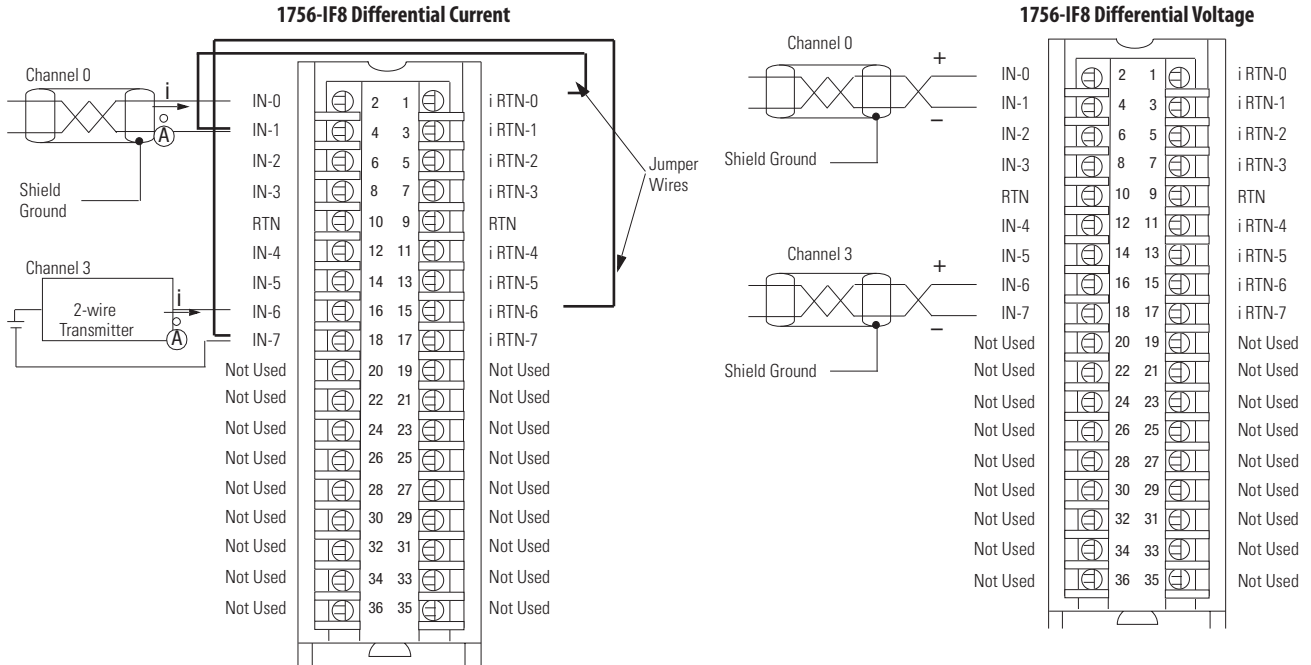 1756-IF8 Differential Current
Channel 0
i
A
Shield
Ground
Channel 3
2-wire
Transmitter
i
A
Jumper
Wires
IN-0 2 1 i RTN-0
IN-1 4 3 i RTN-1
IN-2 6 5 i RTN-2
IN-3 8 7 i RTN-3
RTN 10 9 RTN
IN-4 12 11 i RTN-4
IN-5 14 13 i RTN-5
IN-6 16 15 i RTN-6
IN-7 18 17 i RTN-7
Not Used 20 19 Not Used
Not Used 22 21 Not Used
Not Used 24 23 Not Used
Not Used 26 25 Not Used
Not Used 28 27 Not Used
Not Used 30 29 Not Used
Not Used 32 31 Not Used
Not Used 34 33 Not Used
Not Used 36 35 Not Used
1756-IF8 Differential Voltage
Channel 0
+
–
Shield Ground
Channel 3
+
–
Shield Ground
IN-0 2 1 i RTN-0
IN-1 4 3 i RTN-1
IN-2 6 5 i RTN-2
IN-3 8 7 i RTN-3
RTN 10 9 RTN
IN-4 12 11 i RTN-4
IN-5 14 13 i RTN-5
IN-6 16 15 i RTN-6
IN-7 18 17 i RTN-7
Not Used 20 19 Not Used
Not Used 22 21 Not Used
Not Used 24 23 Not Used
Not Used 26 25 Not Used
Not Used 28 27 Not Used
Not Used 30 29 Not Used
Not Used 32 31 Not Used
Not Used 34 33 Not Used
Not Used 36 35 Not Used